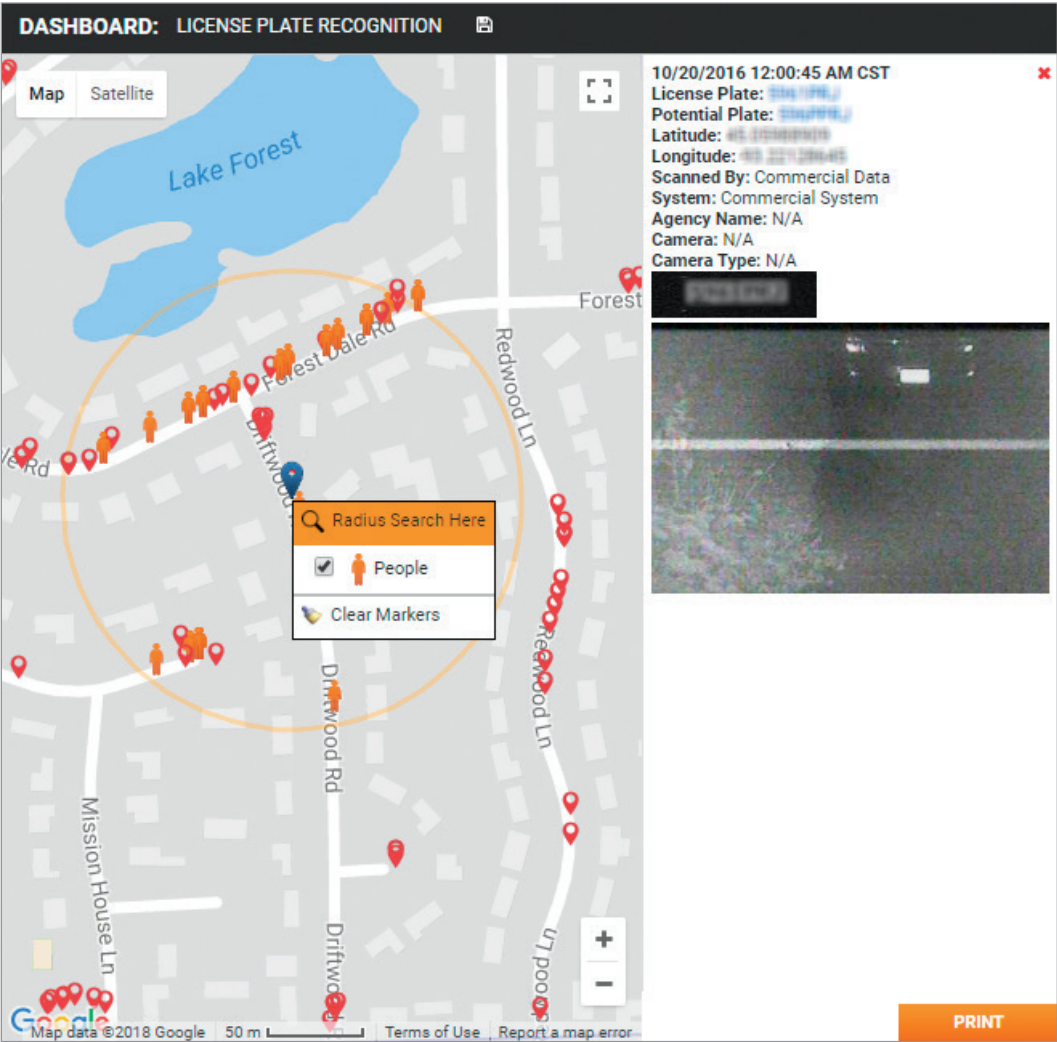 DASHBOARD: LICENSE PLATE RECOGNITION
Map Satellite
Lake Forest
Forest
Forest Dale Rd
Redwood Ln
le Rd
Driftwood
Radius Search Here
People
Clear Markers
Redwood Ln
Driftwood Rd
Mission House Ln
Driftwo
Ln
Google
Map data ©2018 Google 50 m Terms of Use Report a map error
10/20/2016 12:00:45 AM CST
License Plate:
Potential Plate:
Latitude:
Longitude:
Scanned By: Commercial Data
System: Commercial System
Agency Name: N/A
Camera: N/A
Camera Type: N/A
PRINT